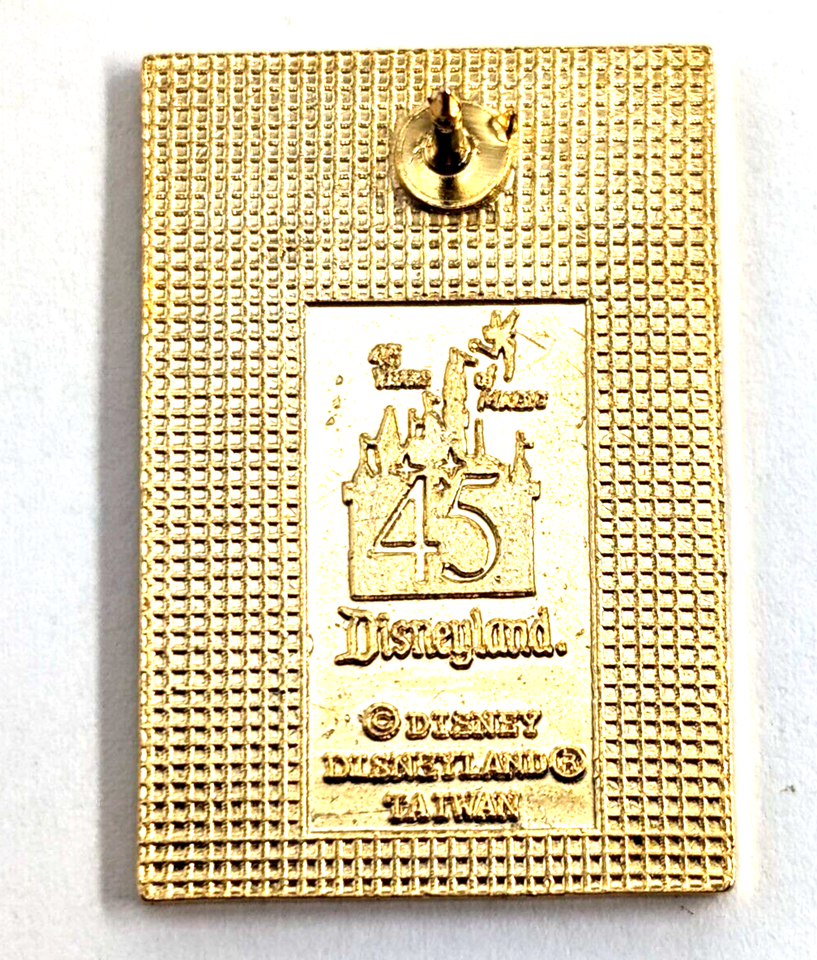 45 Years of Magic
45
Disneyland®
© DISNEY
DISNEYLAND®
TAIWAN